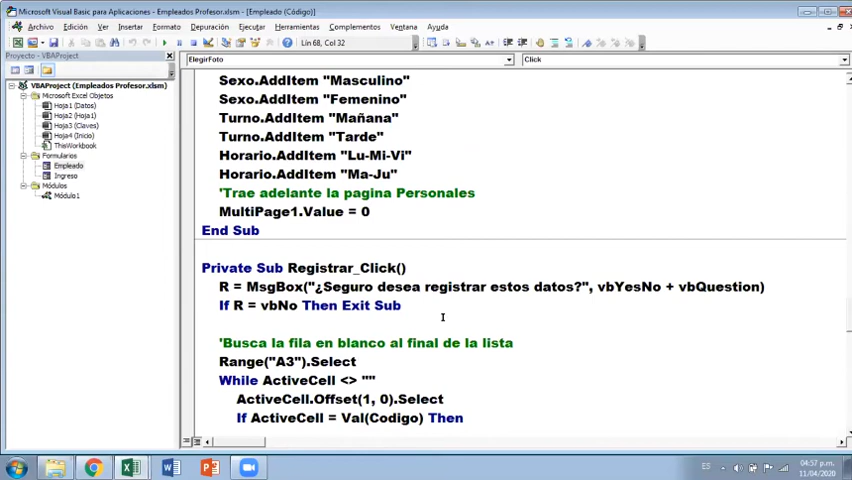 Microsoft Visual Basic para Aplicaciones - Empleados Profesor.xlsm - [Empleado (Código)]
Archivo Edición Ver Insertar Formato Depuración Ejecutar Herramientas Complementos Ventana Ayuda
Lín 68, Col 32
Proyecto - VBAProject
ElegirFoto
Click
VBAProject (Empleados Profesor.xlsm)
Microsoft Excel Objetos
Hoja1 (Datos)
Hoja2 (Hoja1)
Hoja3 (Claves)
Hoja4 (Inicio)
ThisWorkbook
Formularios
Empleado
Ingreso
Módulos
Módulo1
Sexo.AddItem "Masculino"
Sexo.AddItem "Femenino"
Turno.AddItem "Mañana"
Turno.AddItem "Tarde"
Horario.AddItem "Lu-Mi-Vi"
Horario.AddItem "Ma-Ju"
'Trae adelante la pagina Personales
MultiPage1.Value = 0
End Sub
Private Sub Registrar_Click()
R = MsgBox("¿Seguro desea registrar estos datos?", vbYesNo + vbQuestion)
If R = vbNo Then Exit Sub
'Busca la fila en blanco al final de la lista
Range("A3").Select
While ActiveCell <> ""
ActiveCell.Offset(1, 0).Select
If ActiveCell = Val(Codigo) Then
ES
04:57 p.m.
11/04/2020